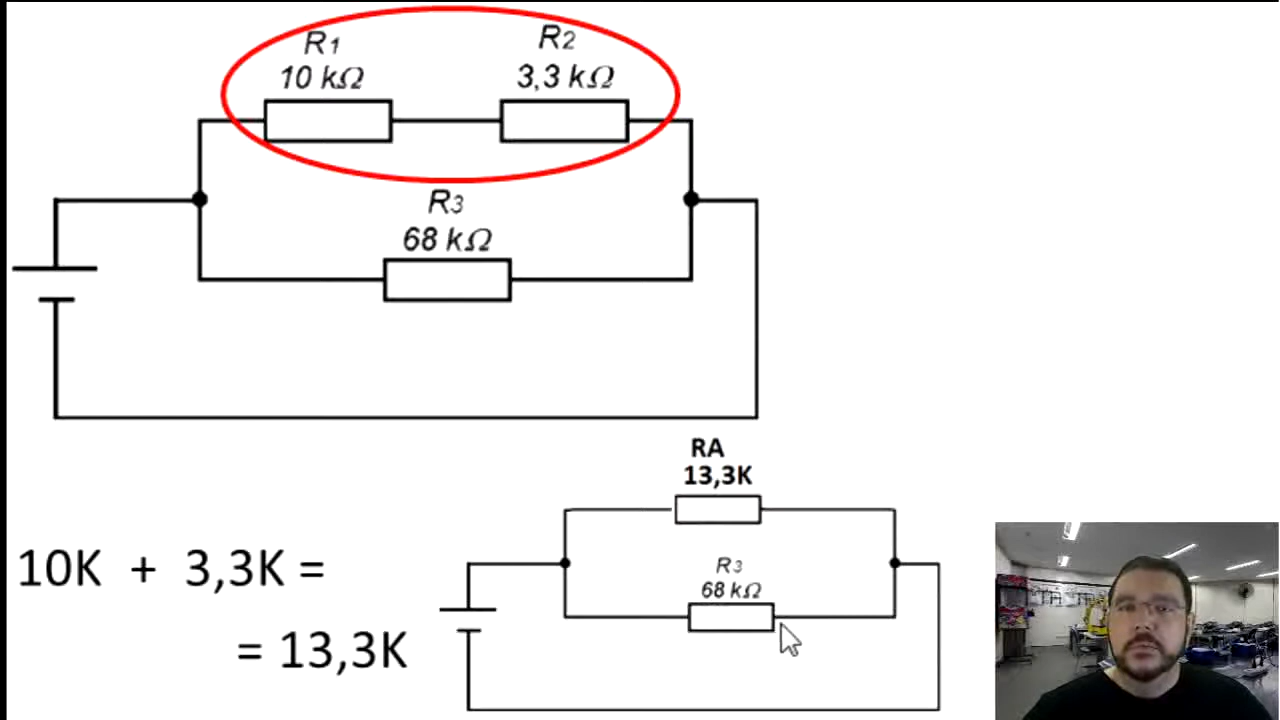 R1
10 kΩ
R2
3,3 kΩ
R3
68 kΩ
RA
13,3K
R3
68 kΩ
10K + 3,3K =
= 13,3K